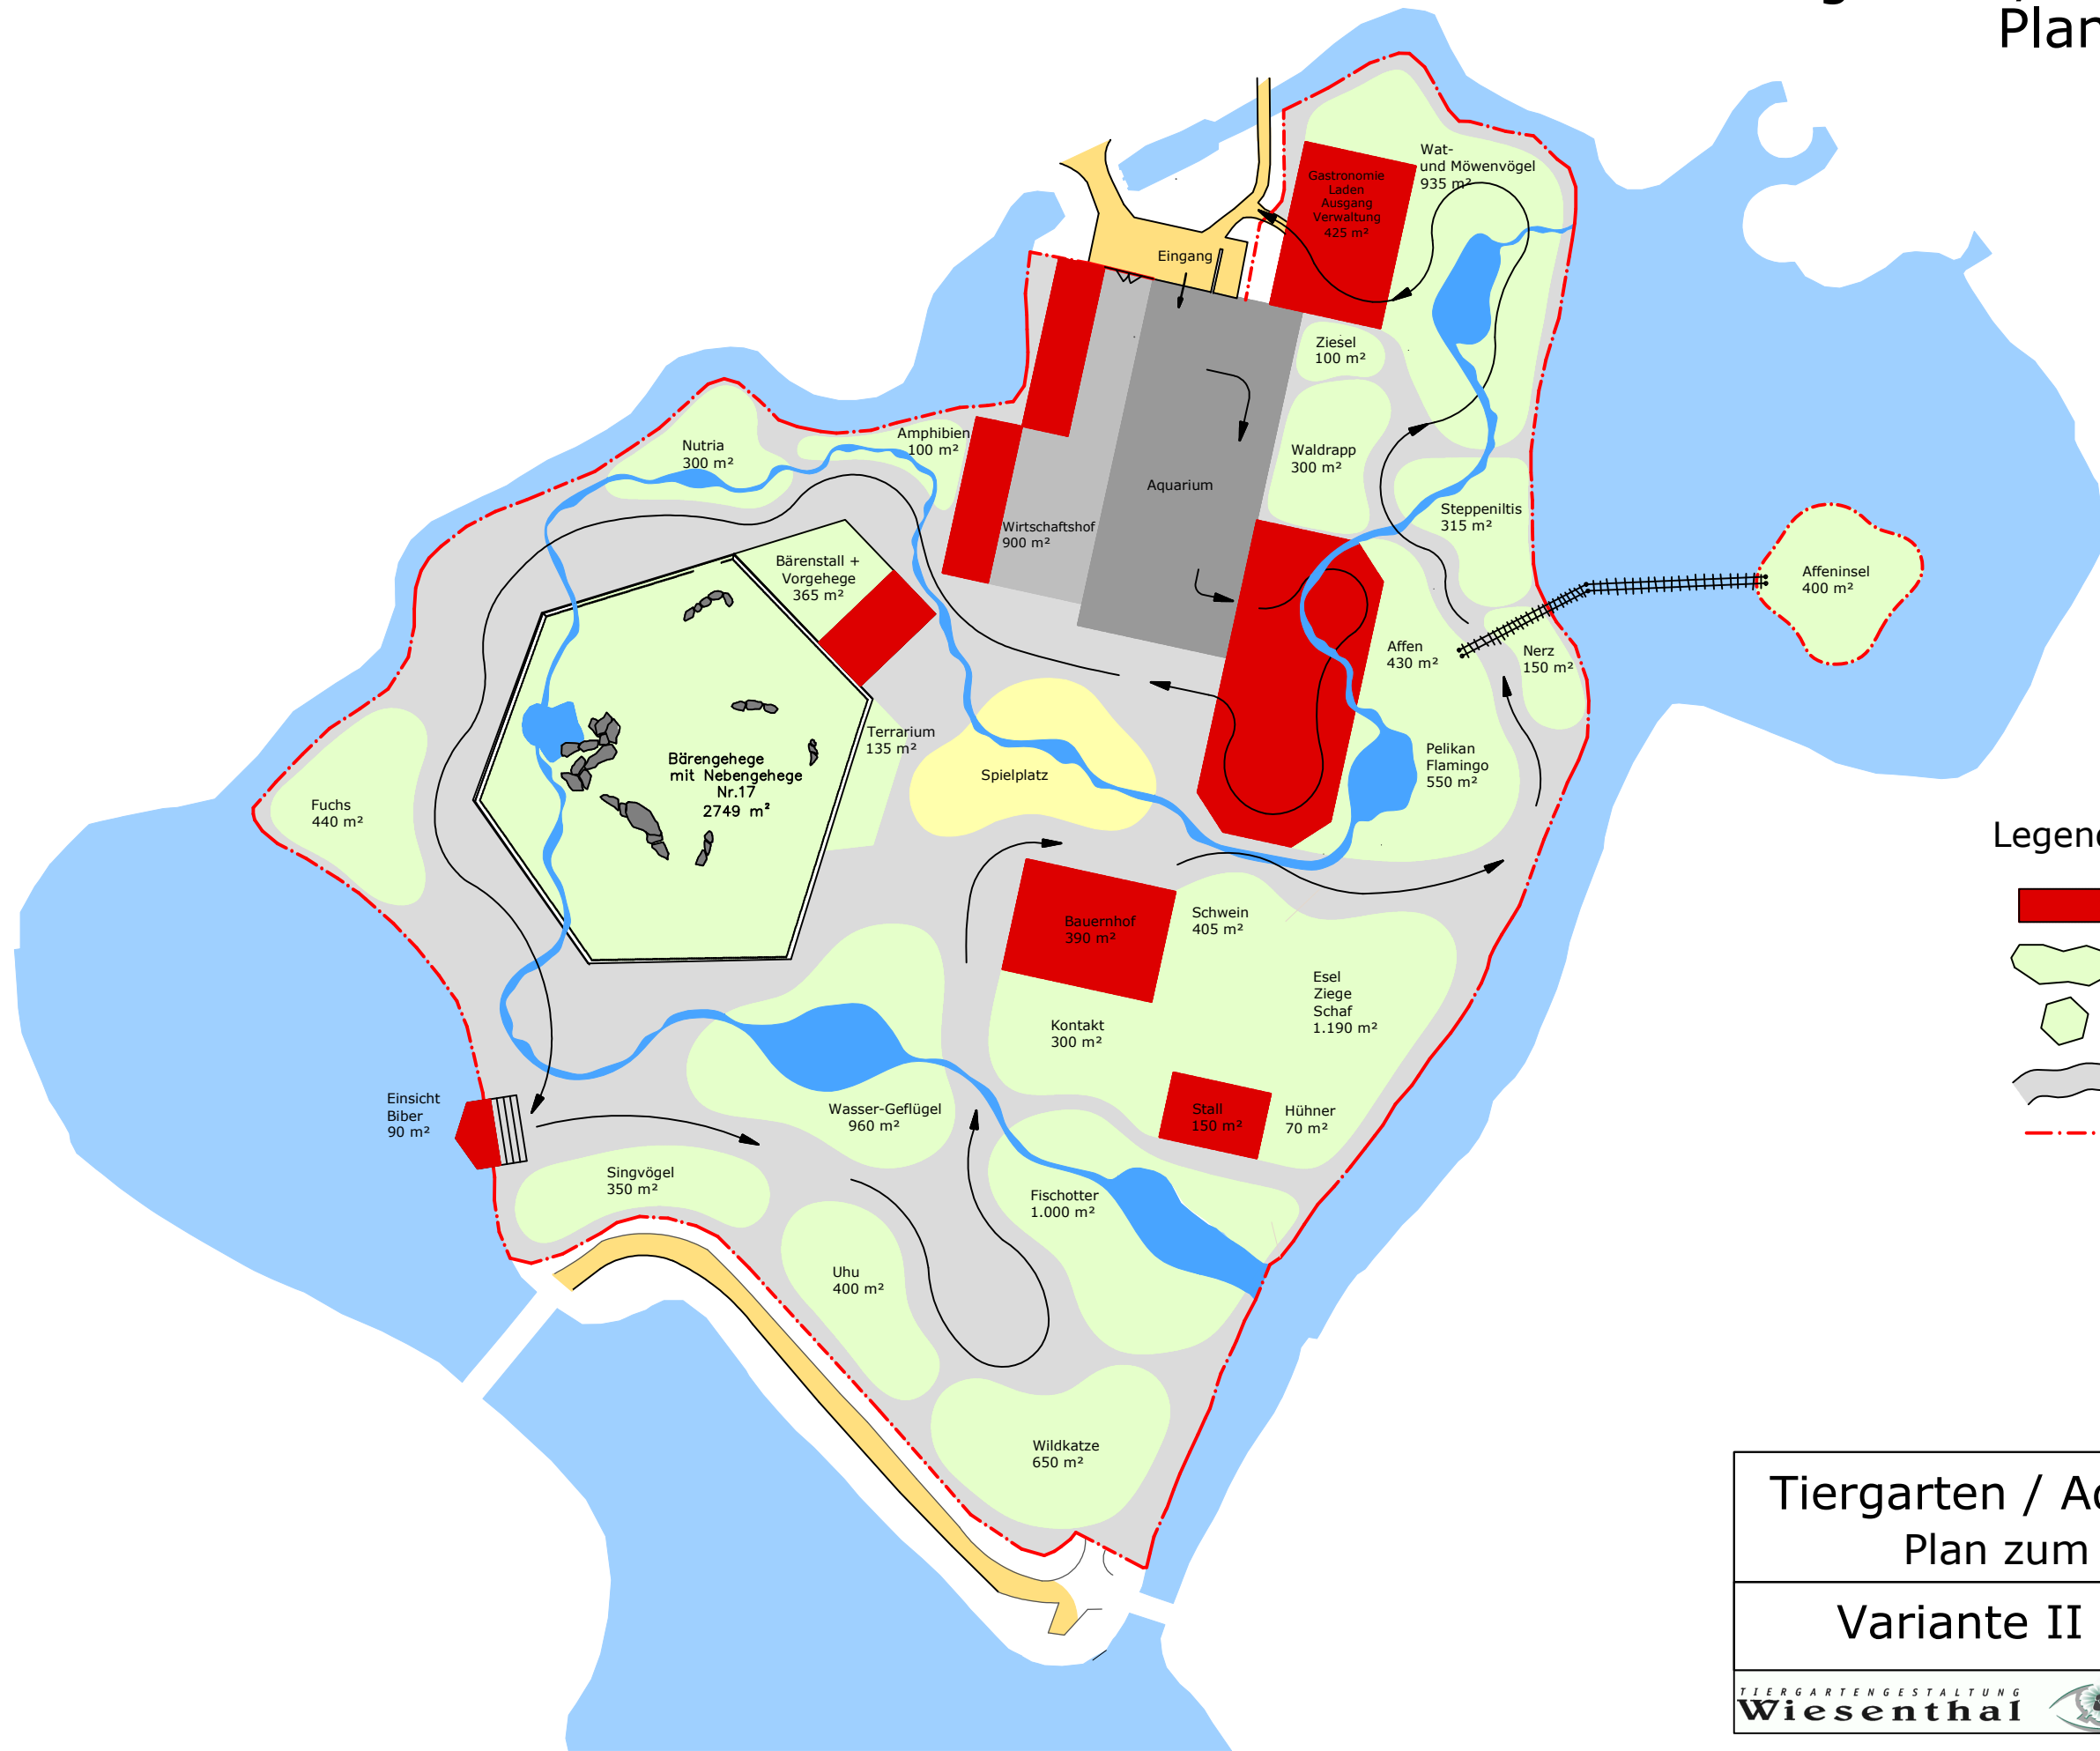 Plan
Wat-
und Möwenvögel
935 m²
Gastronomie
Laden
Ausgang
Verwaltung
425 m²
Eingang
Ziesel
100 m²
Nutria
300 m²
Amphibien
100 m²
Waldrapp
300 m²
Aquarium
Steppeniltis
315 m²
Wirtschaftshof
900 m²
Bärenstall +
Vorgehege
365 m²
Affeninsel
400 m²
Affen
430 m²
Nerz
150 m²
Terrarium
135 m²
Bärengehege
mit Nebengehege
Nr.17
2749 m²
Spielplatz
Pelikan
Flamingo
550 m²
Fuchs
440 m²
Legend
Bauernhof
390 m²
Schwein
405 m²
Esel
Ziege
Schaf
1.190 m²
Kontakt
300 m²
Einsicht
Biber
90 m²
Wasser-Geflügel
960 m²
Stall
150 m²
Hühner
70 m²
Singvögel
350 m²
Fischotter
1.000 m²
Uhu
400 m²
Wildkatze
650 m²
Tiergarten / A
Plan zum
Variante II
TIERGARTENGESTALTUNG
Wiesenthal